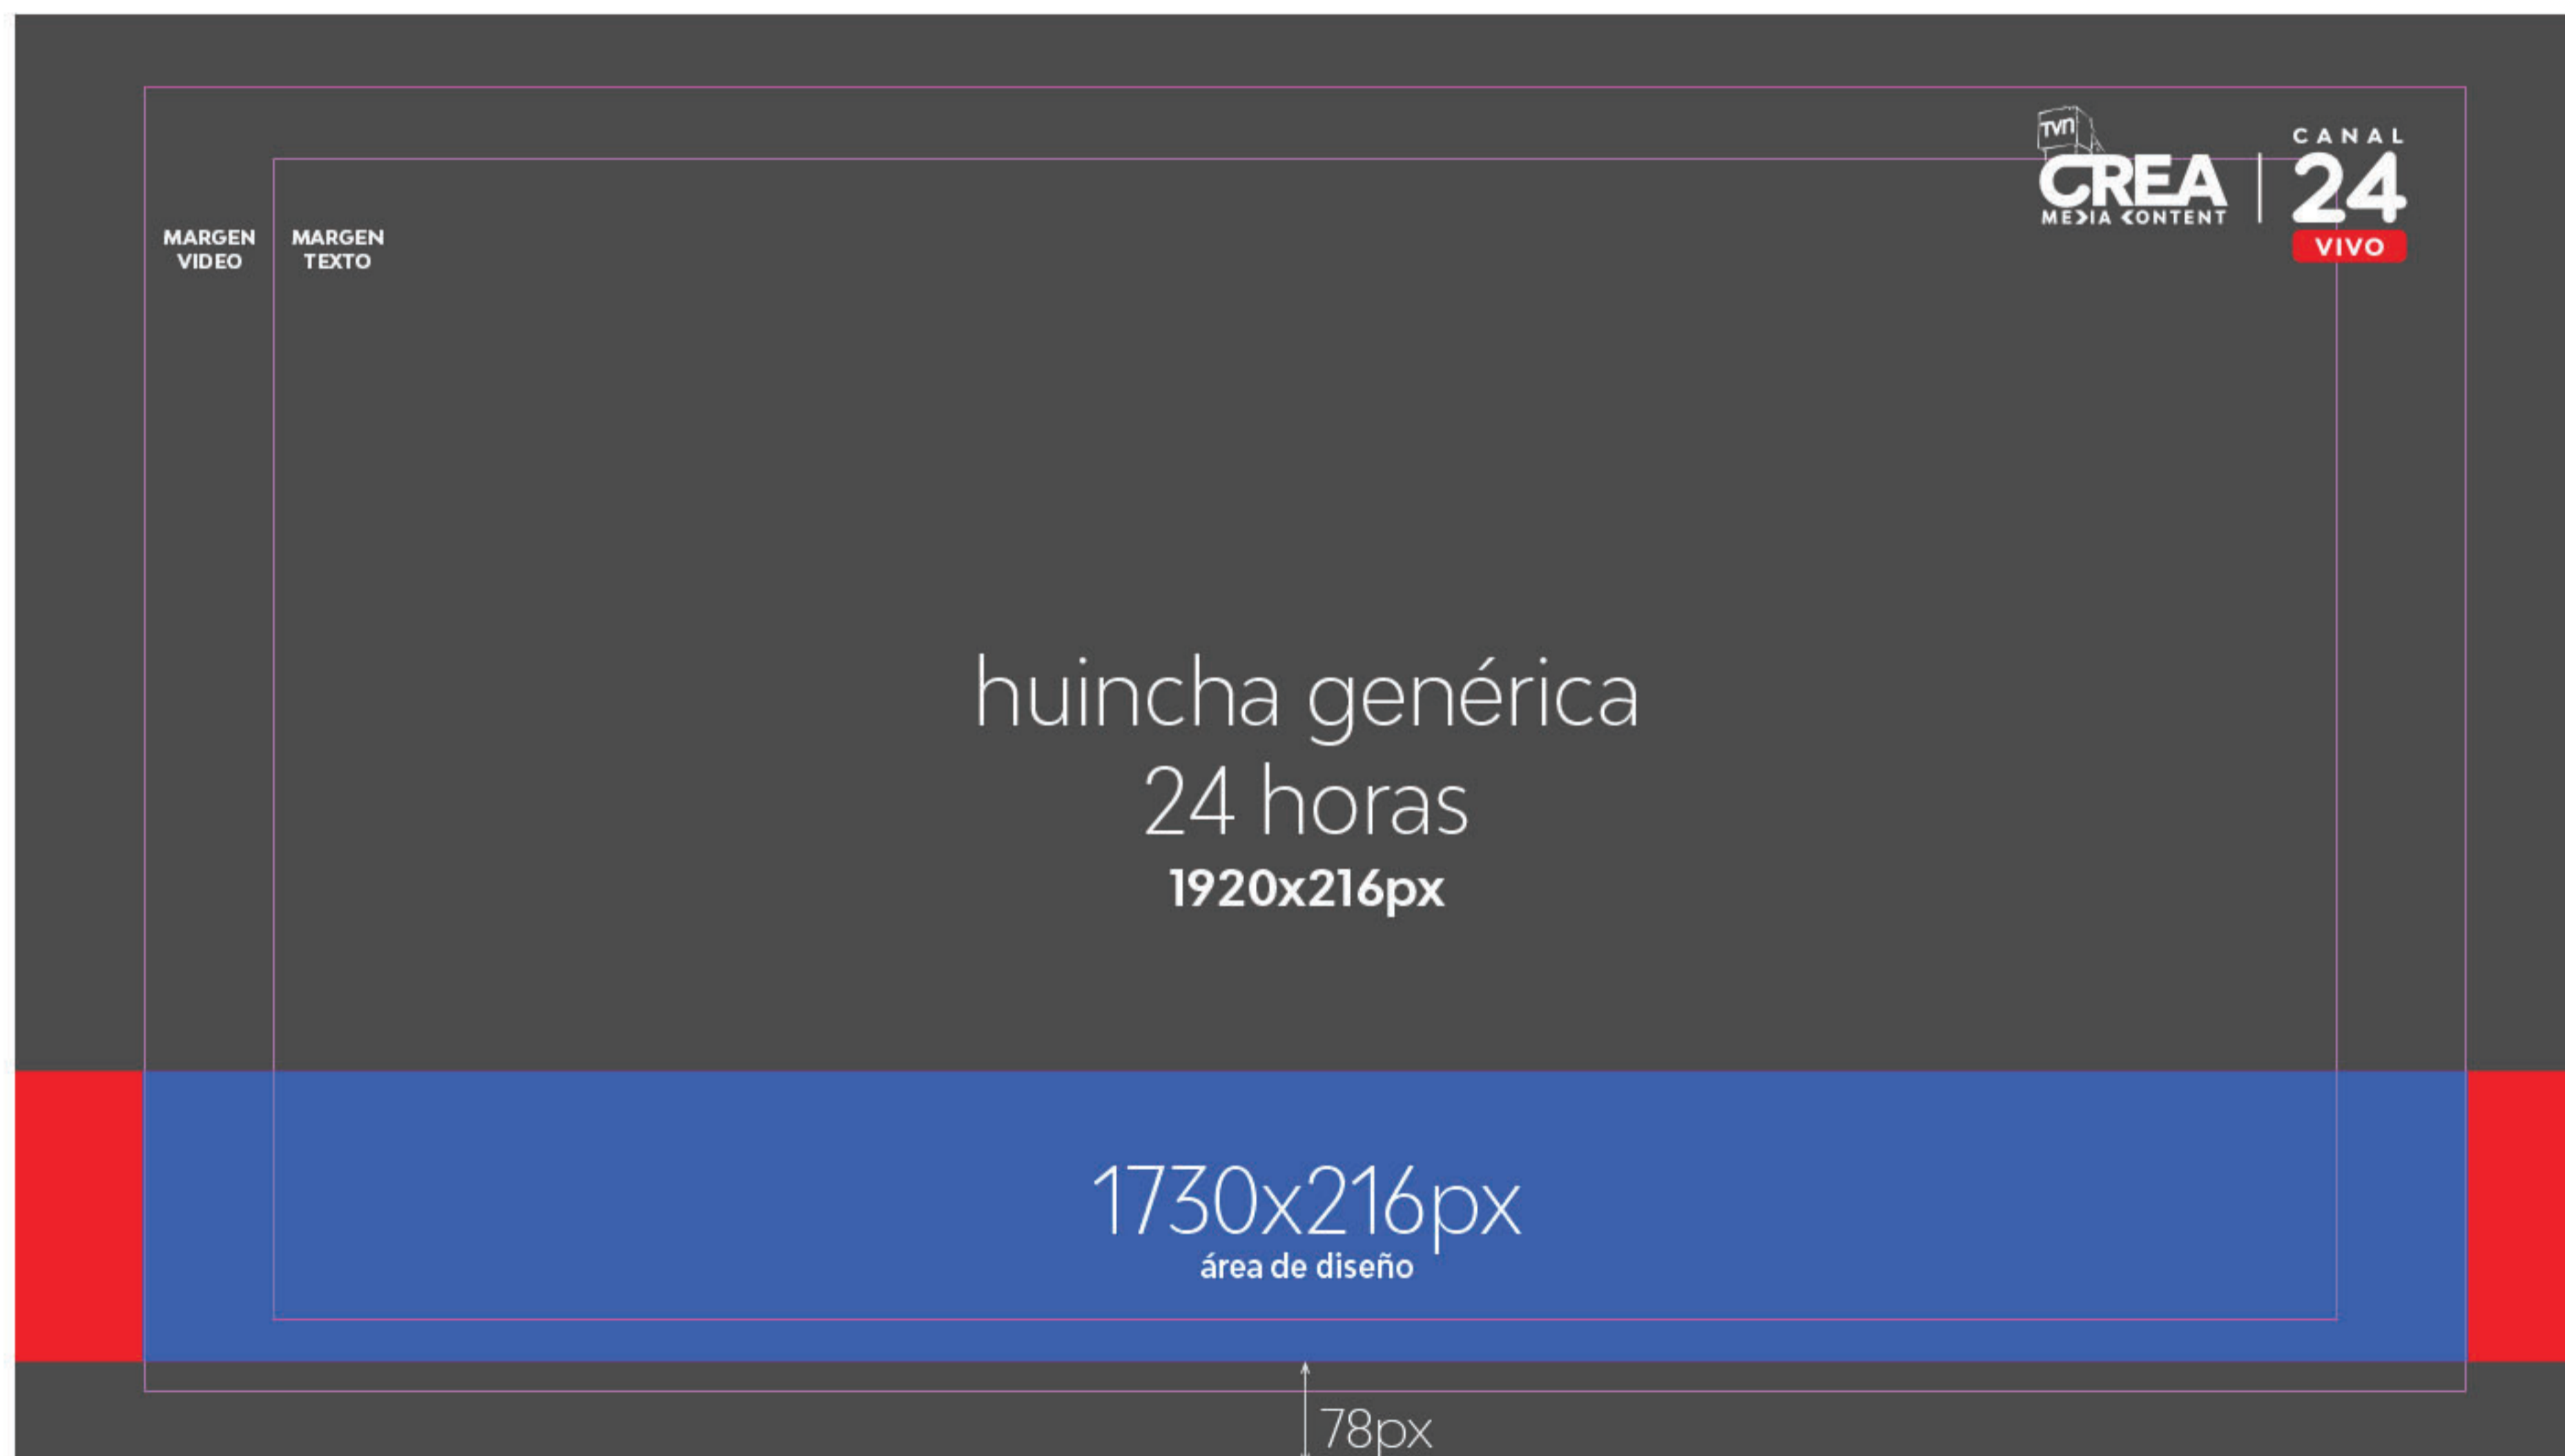 tvn
CREA
MEDIA CONTENT
CANAL
24
VIVO
MARGEN
VIDEO
MARGEN
TEXTO
huincha genérica
24 horas
1920x216px
1730x216px
área de diseño
78px